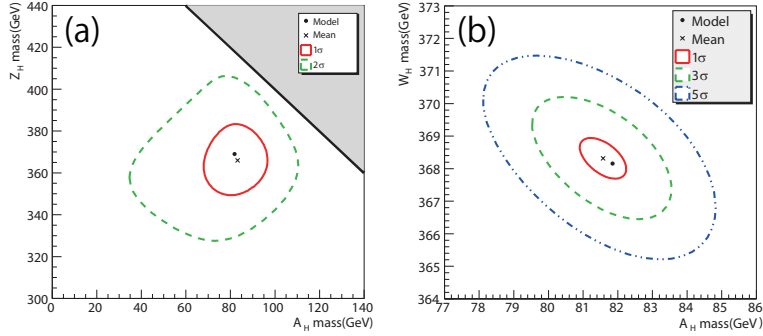 (a)
Z_H mass(GeV)
440
420
400
380
360
340
320
300
0 20 40 60 80 100 120 140
A_H mass(GeV)
Model
Mean
1σ
2σ
(b)
W_H mass(GeV)
373
372
371
370
369
368
367
366
365
364
77 78 79 80 81 82 83 84 85 86
A_H mass(GeV)
Model
Mean
1σ
3σ
5σ